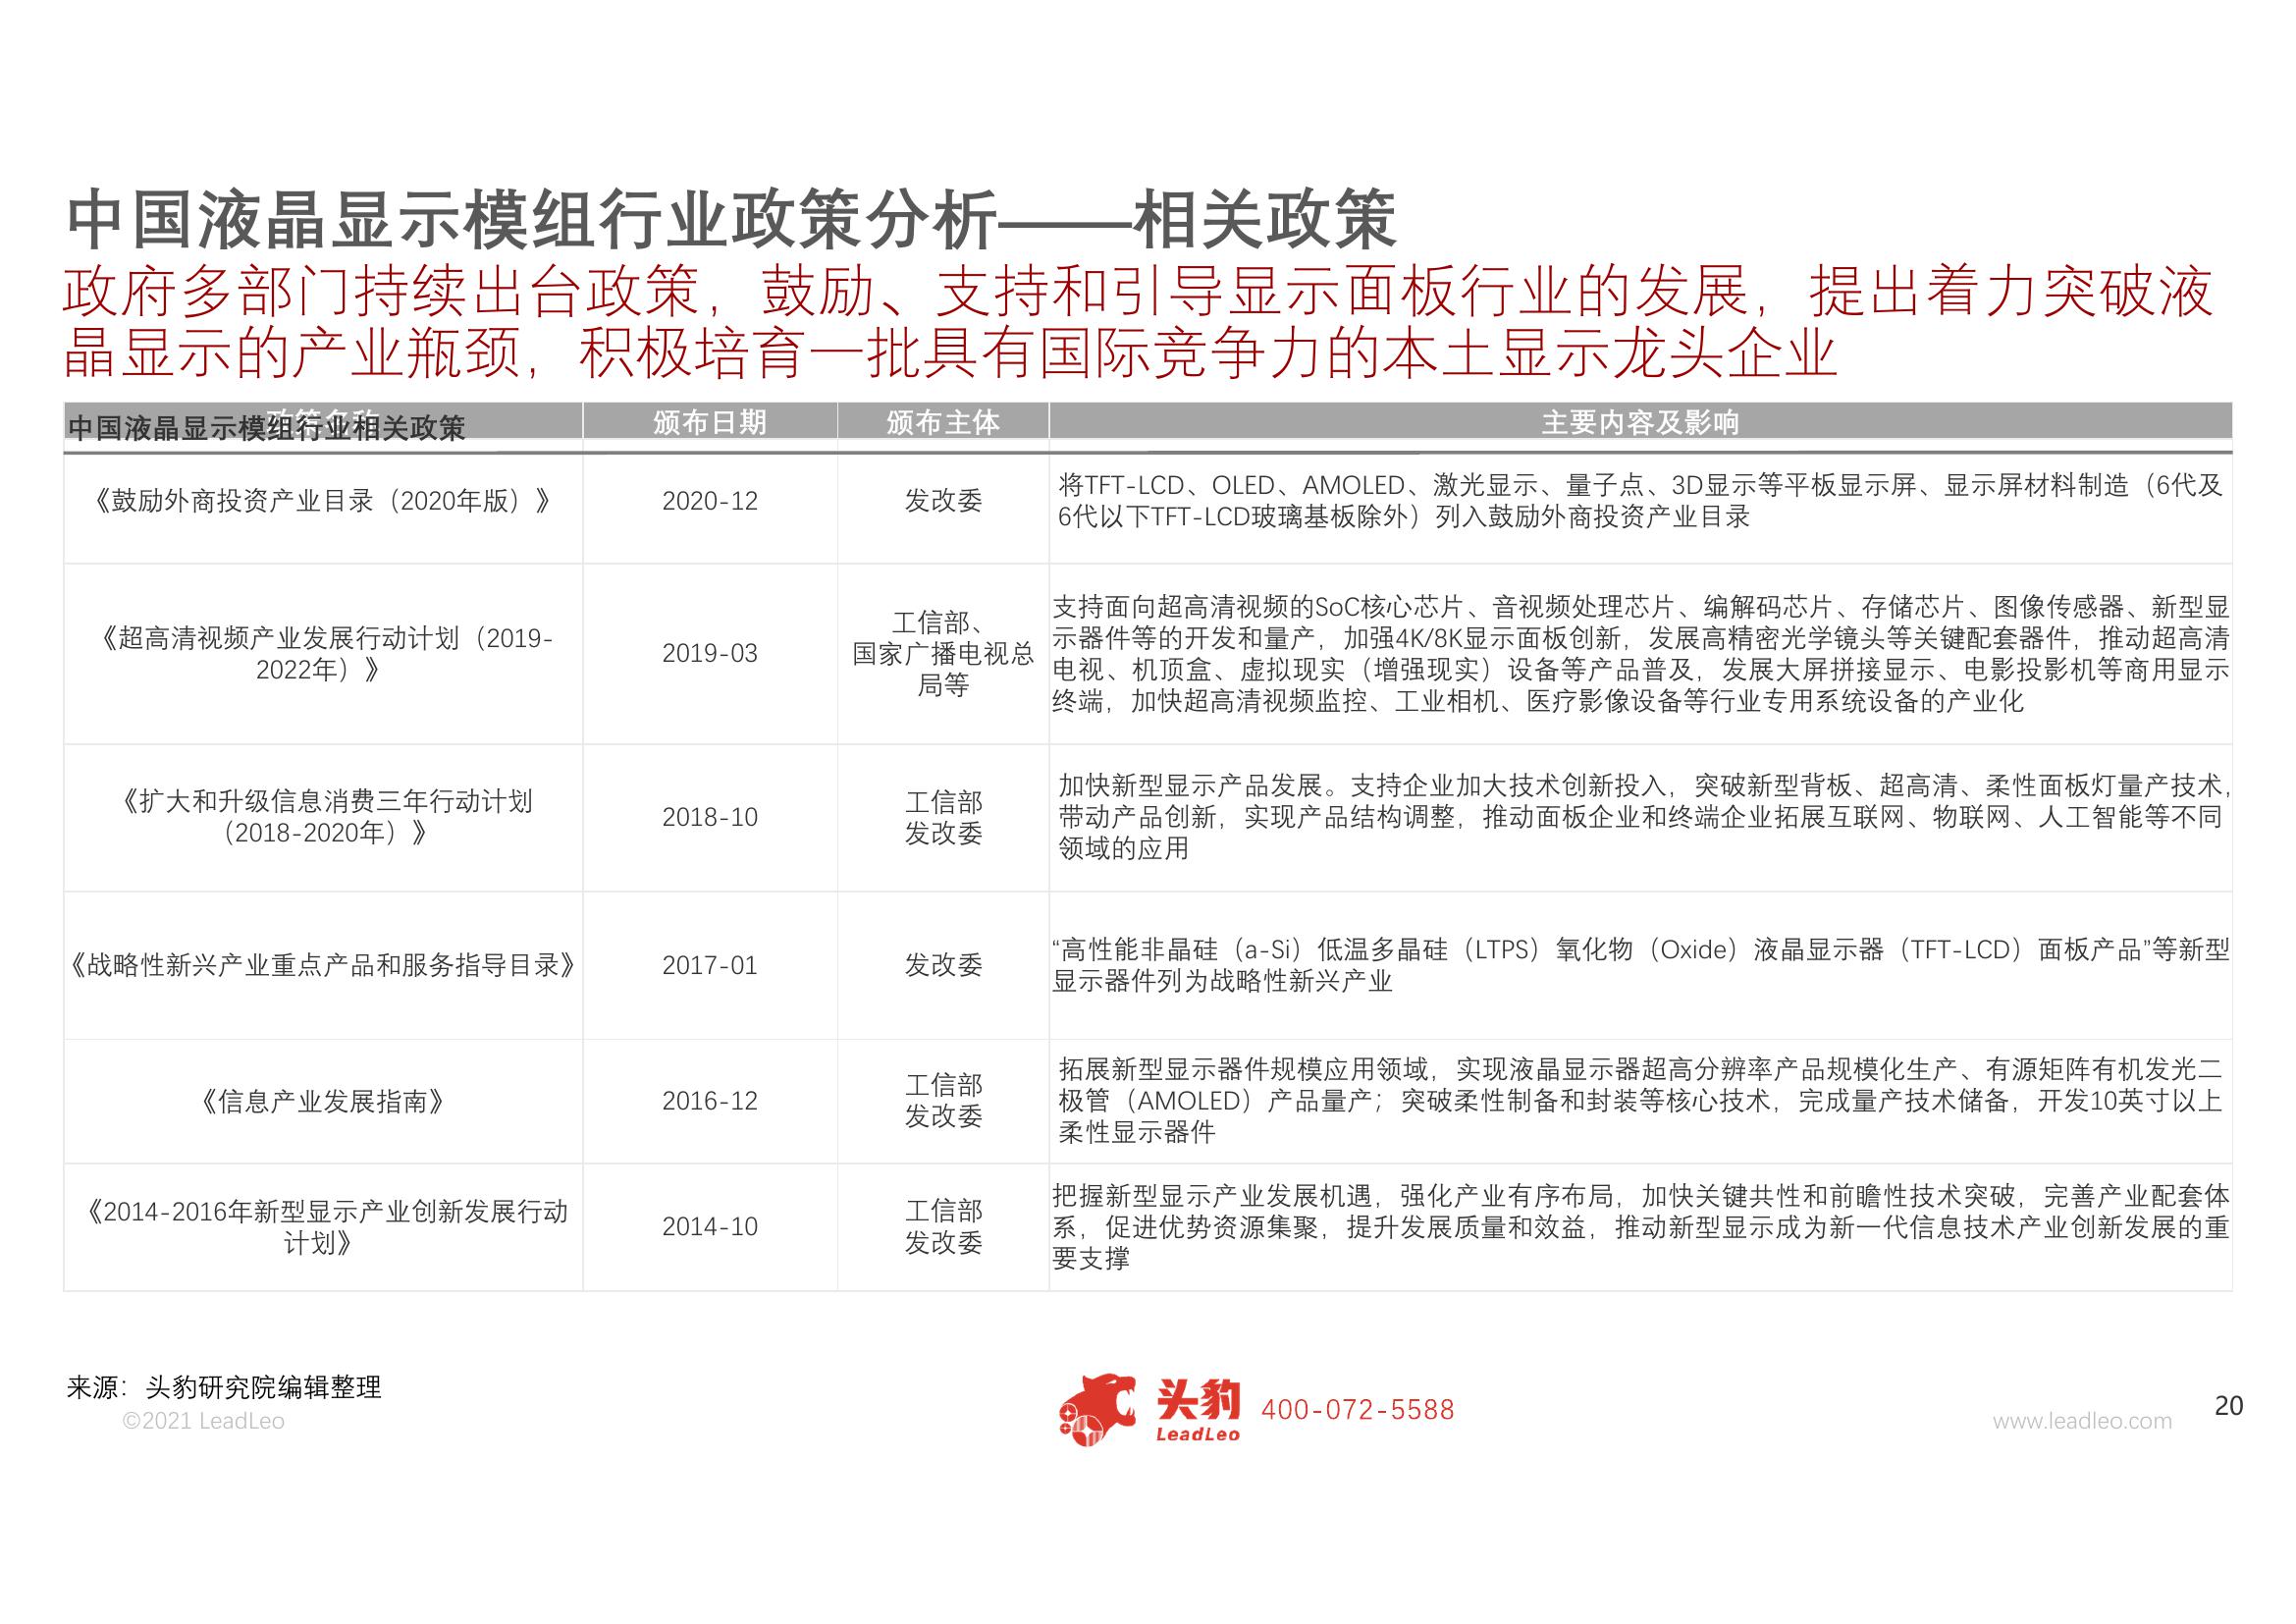 中国液晶显示模组行业政策分析——相关政策
政府多部门持续出台政策，鼓励、支持和引导显示面板行业的发展，提出着力突破液
晶显示的产业瓶颈，积极培育一批具有国际竞争力的本土显示龙头企业
中国液晶显示模组行业相关政策
政策名称
颁布日期
颁布主体
主要内容及影响
《鼓励外商投资产业目录（2020年版）》
2020-12
发改委
将TFT-LCD、OLED、AMOLED、激光显示、量子点、3D显示等平板显示屏、显示屏材料制造（6代及
6代以下TFT-LCD玻璃基板除外）列入鼓励外商投资产业目录
《超高清视频产业发展行动计划（2019-
2022年）》
2019-03
工信部、
国家广播电视总
局等
支持面向超高清视频的SoC核心芯片、音视频处理芯片、编解码芯片、存储芯片、图像传感器、新型显
示器件等的开发和量产，加强4K/8K显示面板创新，发展高精密光学镜头等关键配套器件，推动超高清
电视、机顶盒、虚拟现实（增强现实）设备等产品普及，发展大屏拼接显示、电影投影机等商用显示
终端，加快超高清视频监控、工业相机、医疗影像设备等行业专用系统设备的产业化
《扩大和升级信息消费三年行动计划
（2018-2020年）》
2018-10
工信部
发改委
加快新型显示产品发展。支持企业加大技术创新投入，突破新型背板、超高清、柔性面板灯量产技术，
带动产品创新，实现产品结构调整，推动面板企业和终端企业拓展互联网、物联网、人工智能等不同
领域的应用
《战略性新兴产业重点产品和服务指导目录》
2017-01
发改委
“高性能非晶硅（a-Si）低温多晶硅（LTPS）氧化物（Oxide）液晶显示器（TFT-LCD）面板产品”等新型
显示器件列为战略性新兴产业
《信息产业发展指南》
2016-12
工信部
发改委
拓展新型显示器件规模应用领域，实现液晶显示器超高分辨率产品规模化生产、有源矩阵有机发光二
极管（AMOLED）产品量产；突破柔性制备和封装等核心技术，完成量产技术储备，开发10英寸以上
柔性显示器件
《2014-2016年新型显示产业创新发展行动
计划》
2014-10
工信部
发改委
把握新型显示产业发展机遇，强化产业有序布局，加快关键共性和前瞻性技术突破，完善产业配套体
系，促进优势资源集聚，提升发展质量和效益，推动新型显示成为新一代信息技术产业创新发展的重
要支撑
来源：头豹研究院编辑整理
©2021 LeadLeo
头豹
LeadLeo
400-072-5588
www.leadleo.com
20